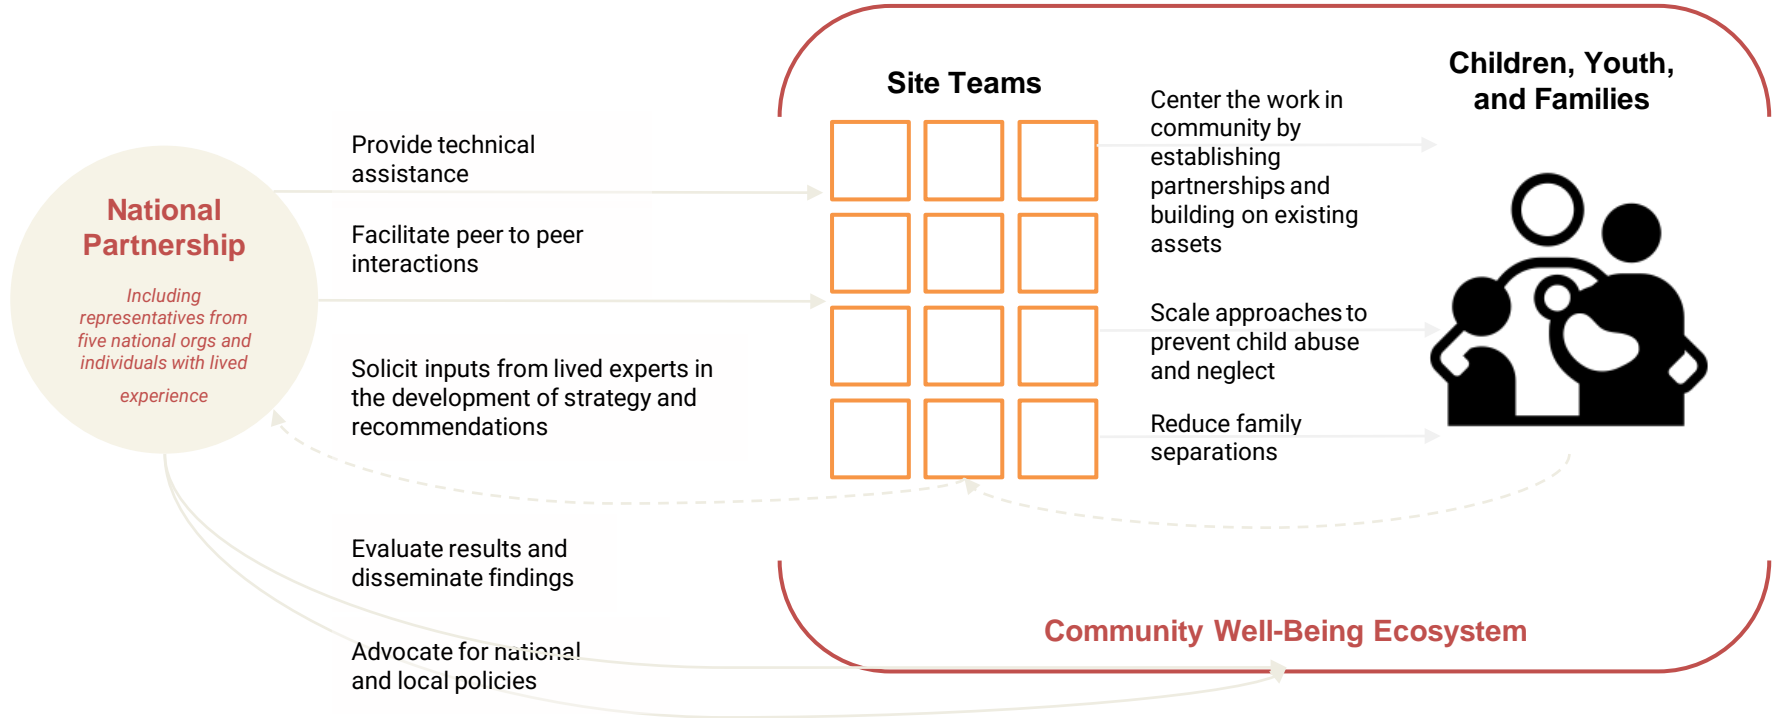 National
Partnership
Including
representatives from
five national orgs and
individuals with lived
experience
Provide technical
assistance
Facilitate peer to peer
interactions
Solicit inputs from lived experts in
the development of strategy and
recommendations
Evaluate results and
disseminate findings
Advocate for national
and local policies
Site Teams
Center the work in
community by
establishing
partnerships and
building on existing
assets
Scale approaches to
prevent child abuse
and neglect
Reduce family
separations
Children, Youth,
and Families
Community Well-Being Ecosystem